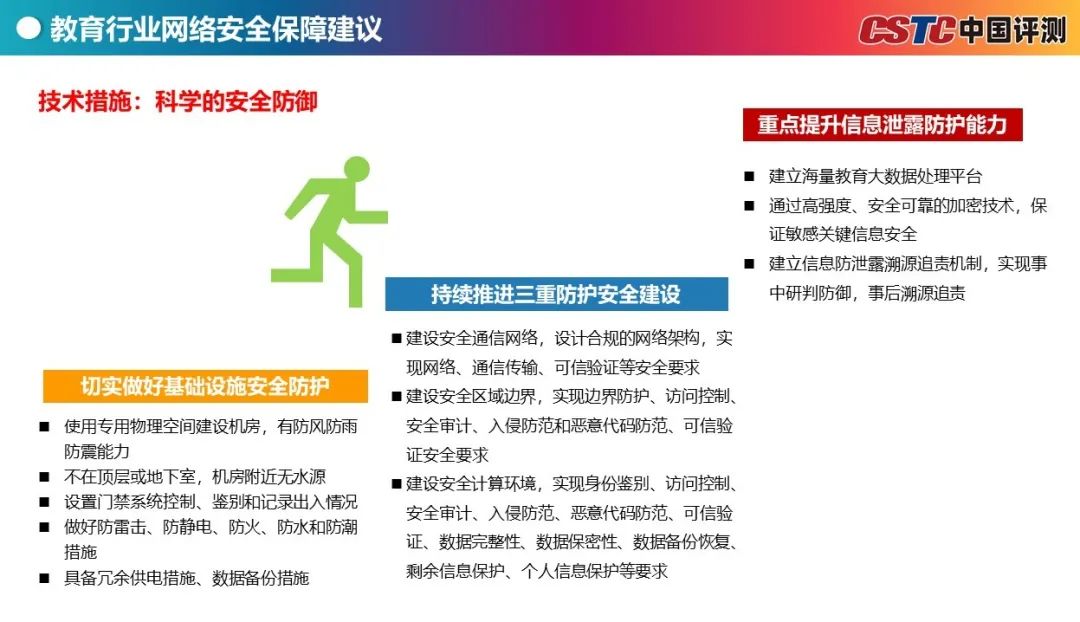 教育行业网络安全保障建议
CSTC中国评测
技术措施：科学的安全防御
重点提升信息泄露防护能力
■ 建立海量教育大数据处理平台
■ 通过高强度、安全可靠的加密技术，保
证敏感关键信息安全
■ 建立信息防泄露溯源追责机制，实现事
中研判防御，事后溯源追责
持续推进三重防护安全建设
■ 建设安全通信网络，设计合规的网络架构，实
现网络、通信传输、可信验证等安全要求
■ 建设安全区域边界，实现边界防护、访问控制、
安全审计、入侵防范和恶意代码防范、可信验
证安全要求
■ 建设安全计算环境，实现身份鉴别、访问控制、
安全审计、入侵防范、恶意代码防范、可信验
证、数据完整性、数据保密性、数据备份恢复、
剩余信息保护、个人信息保护等要求
切实做好基础设施安全防护
■ 使用专用物理空间建设机房，有防风防雨
防震能力
■ 不在顶层或地下室，机房附近无水源
■ 设置门禁系统控制、鉴别和记录出入情况
■ 做好防雷击、防静电、防火、防水和防潮
措施
■ 具备冗余供电措施、数据备份措施